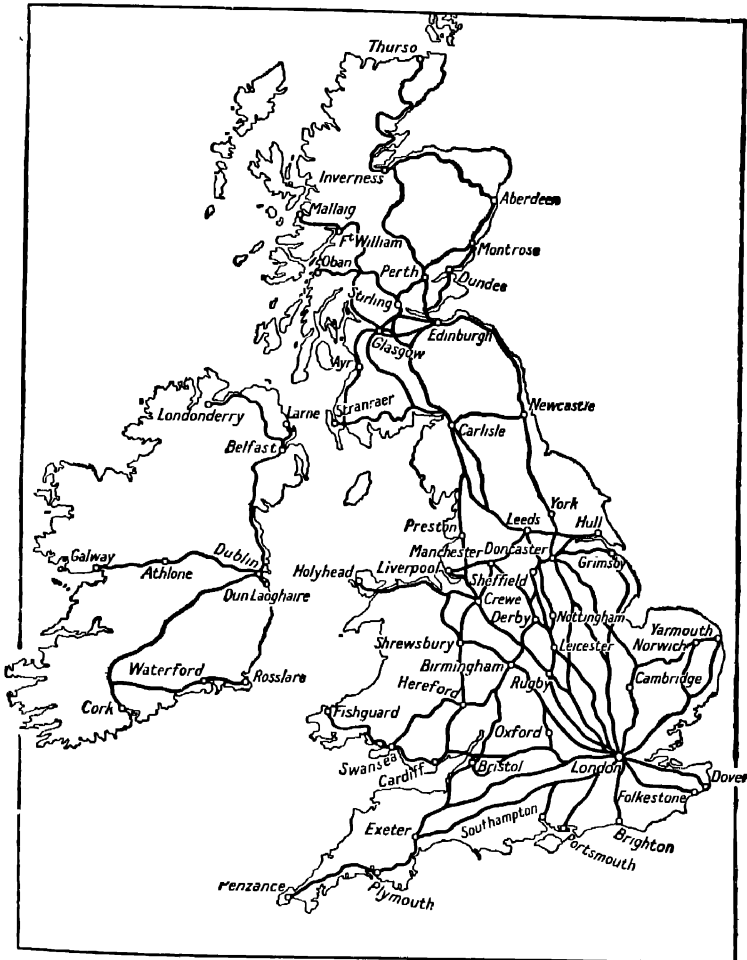 Thurso
Inverness
Aberdeen
Mallaig
Ft William
Montrose
Oban
Perth
Dundee
Stirling
Edinburgh
Glasgow
Ayr
Stranraer
Newcastle
Londonderry
Larne
Carlisle
Belfast
York
Leeds
Hull
Preston
Manchester
Doncaster
Grimsby
Dublin
Galway
Athlone
Holyhead
Liverpool
Sheffield
Dun Laoghaire
Crewe
Derby
Nottingham
Yarmouth
Shrewsbury
Leicester
Norwich
Waterford
Rosslare
Birmingham
Rugby
Cambridge
Hereford
Cork
Fishguard
Oxford
Swansea
Cardiff
Bristol
London
Dover
Folkestone
Exeter
Southampton
Brighton
Portsmouth
Penzance
Plymouth